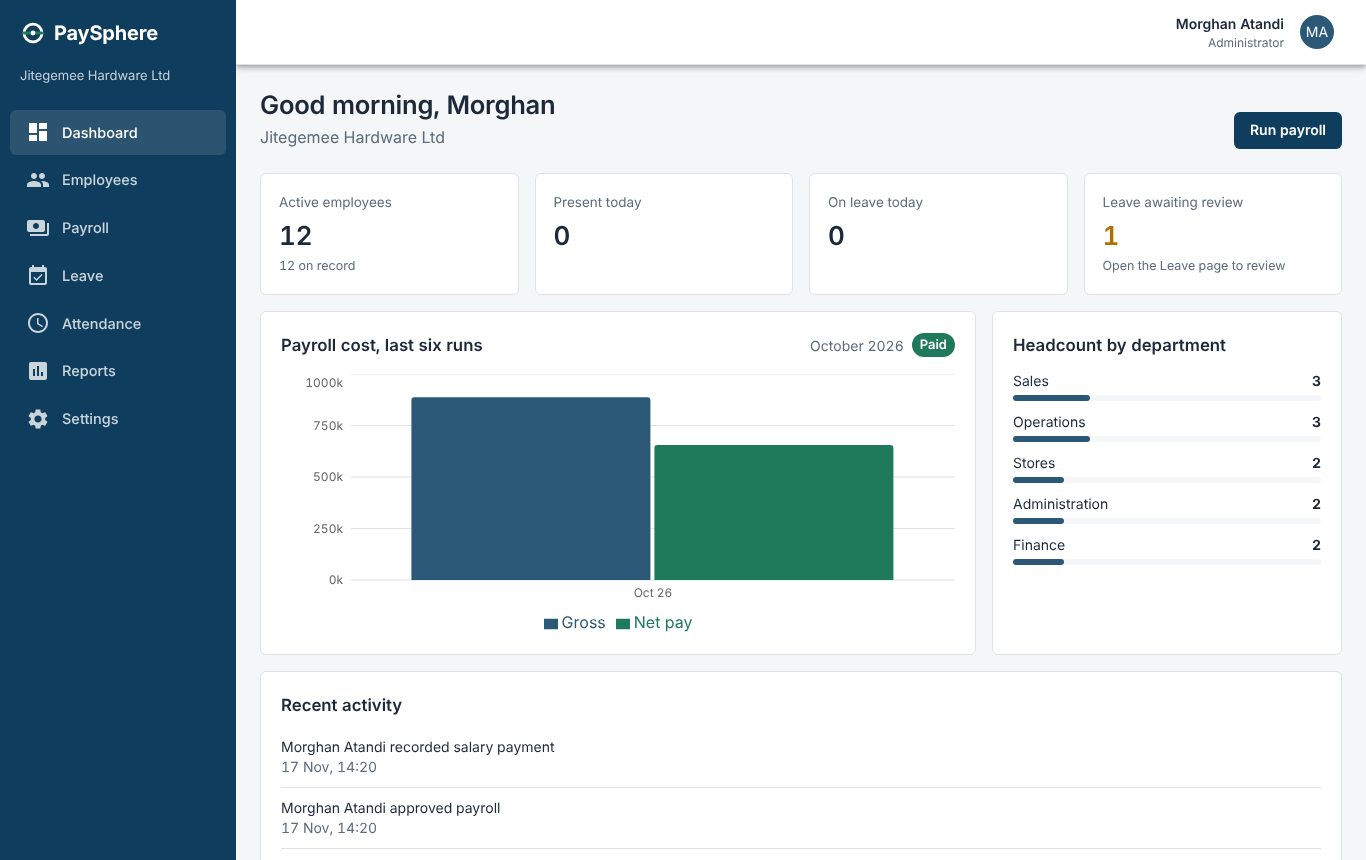 PaySphere
Jitegemee Hardware Ltd
Dashboard
Employees
Payroll
Leave
Attendance
Reports
Settings
Morghan Atandi
Administrator
MA
Good morning, Morghan
Jitegemee Hardware Ltd
Run payroll
Active employees
12
12 on record
Present today
0
On leave today
0
Leave awaiting review
1
Open the Leave page to review
Payroll cost, last six runs
October 2026 Paid
1000k
750k
500k
250k
0k
Oct 26
Gross Net pay
Headcount by department
Sales 3
Operations 3
Stores 2
Administration 2
Finance 2
Recent activity
Morghan Atandi recorded salary payment
17 Nov, 14:20
Morghan Atandi approved payroll
17 Nov, 14:20